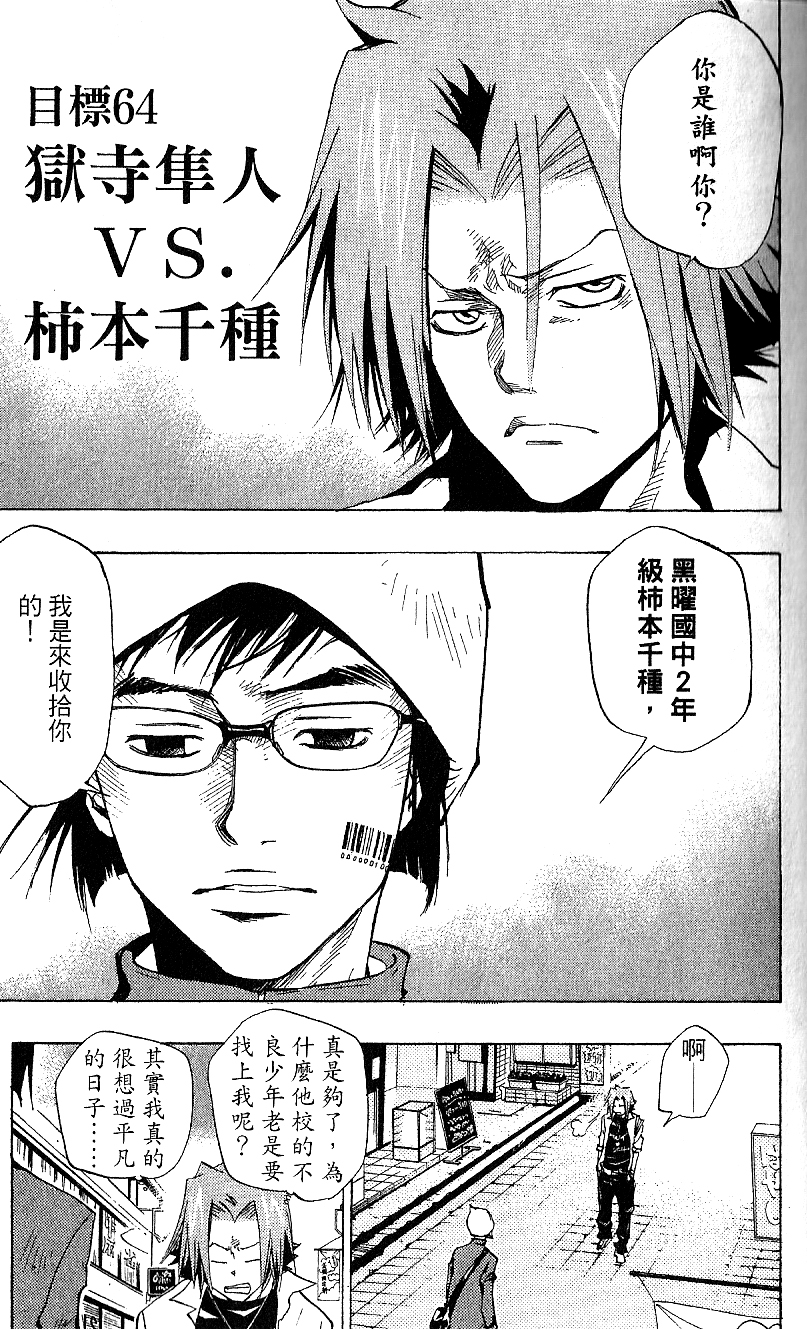 目標64
獄寺隼人
VS.
柿本千種
你是誰啊你？
黑曜國中2年
級柿本千種，
我是來收拾你
的！
啊
真是夠了，為
什麼他校的不
良少年老是要
找上我呢？
其實我真的
很想過平凡
的日子……